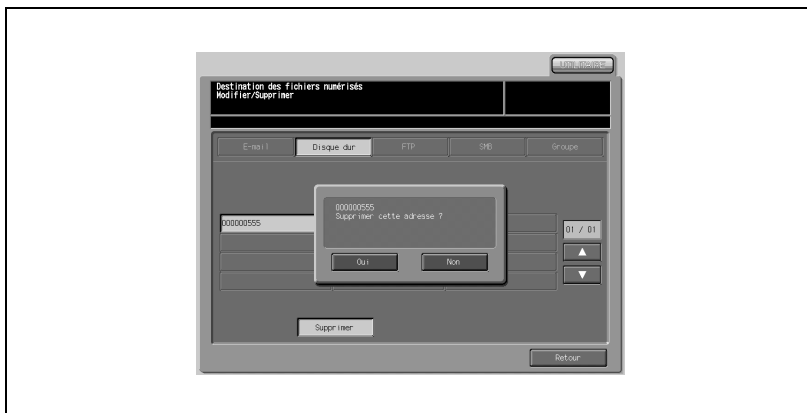 Destination des fichiers numérisés
Modifier/Supprimer
E-mail Disque dur FTP SMB Groupe
000000555
Supprimer cette adresse ?
000000555
01 / 01
Oui Non
Supprimer
Retour